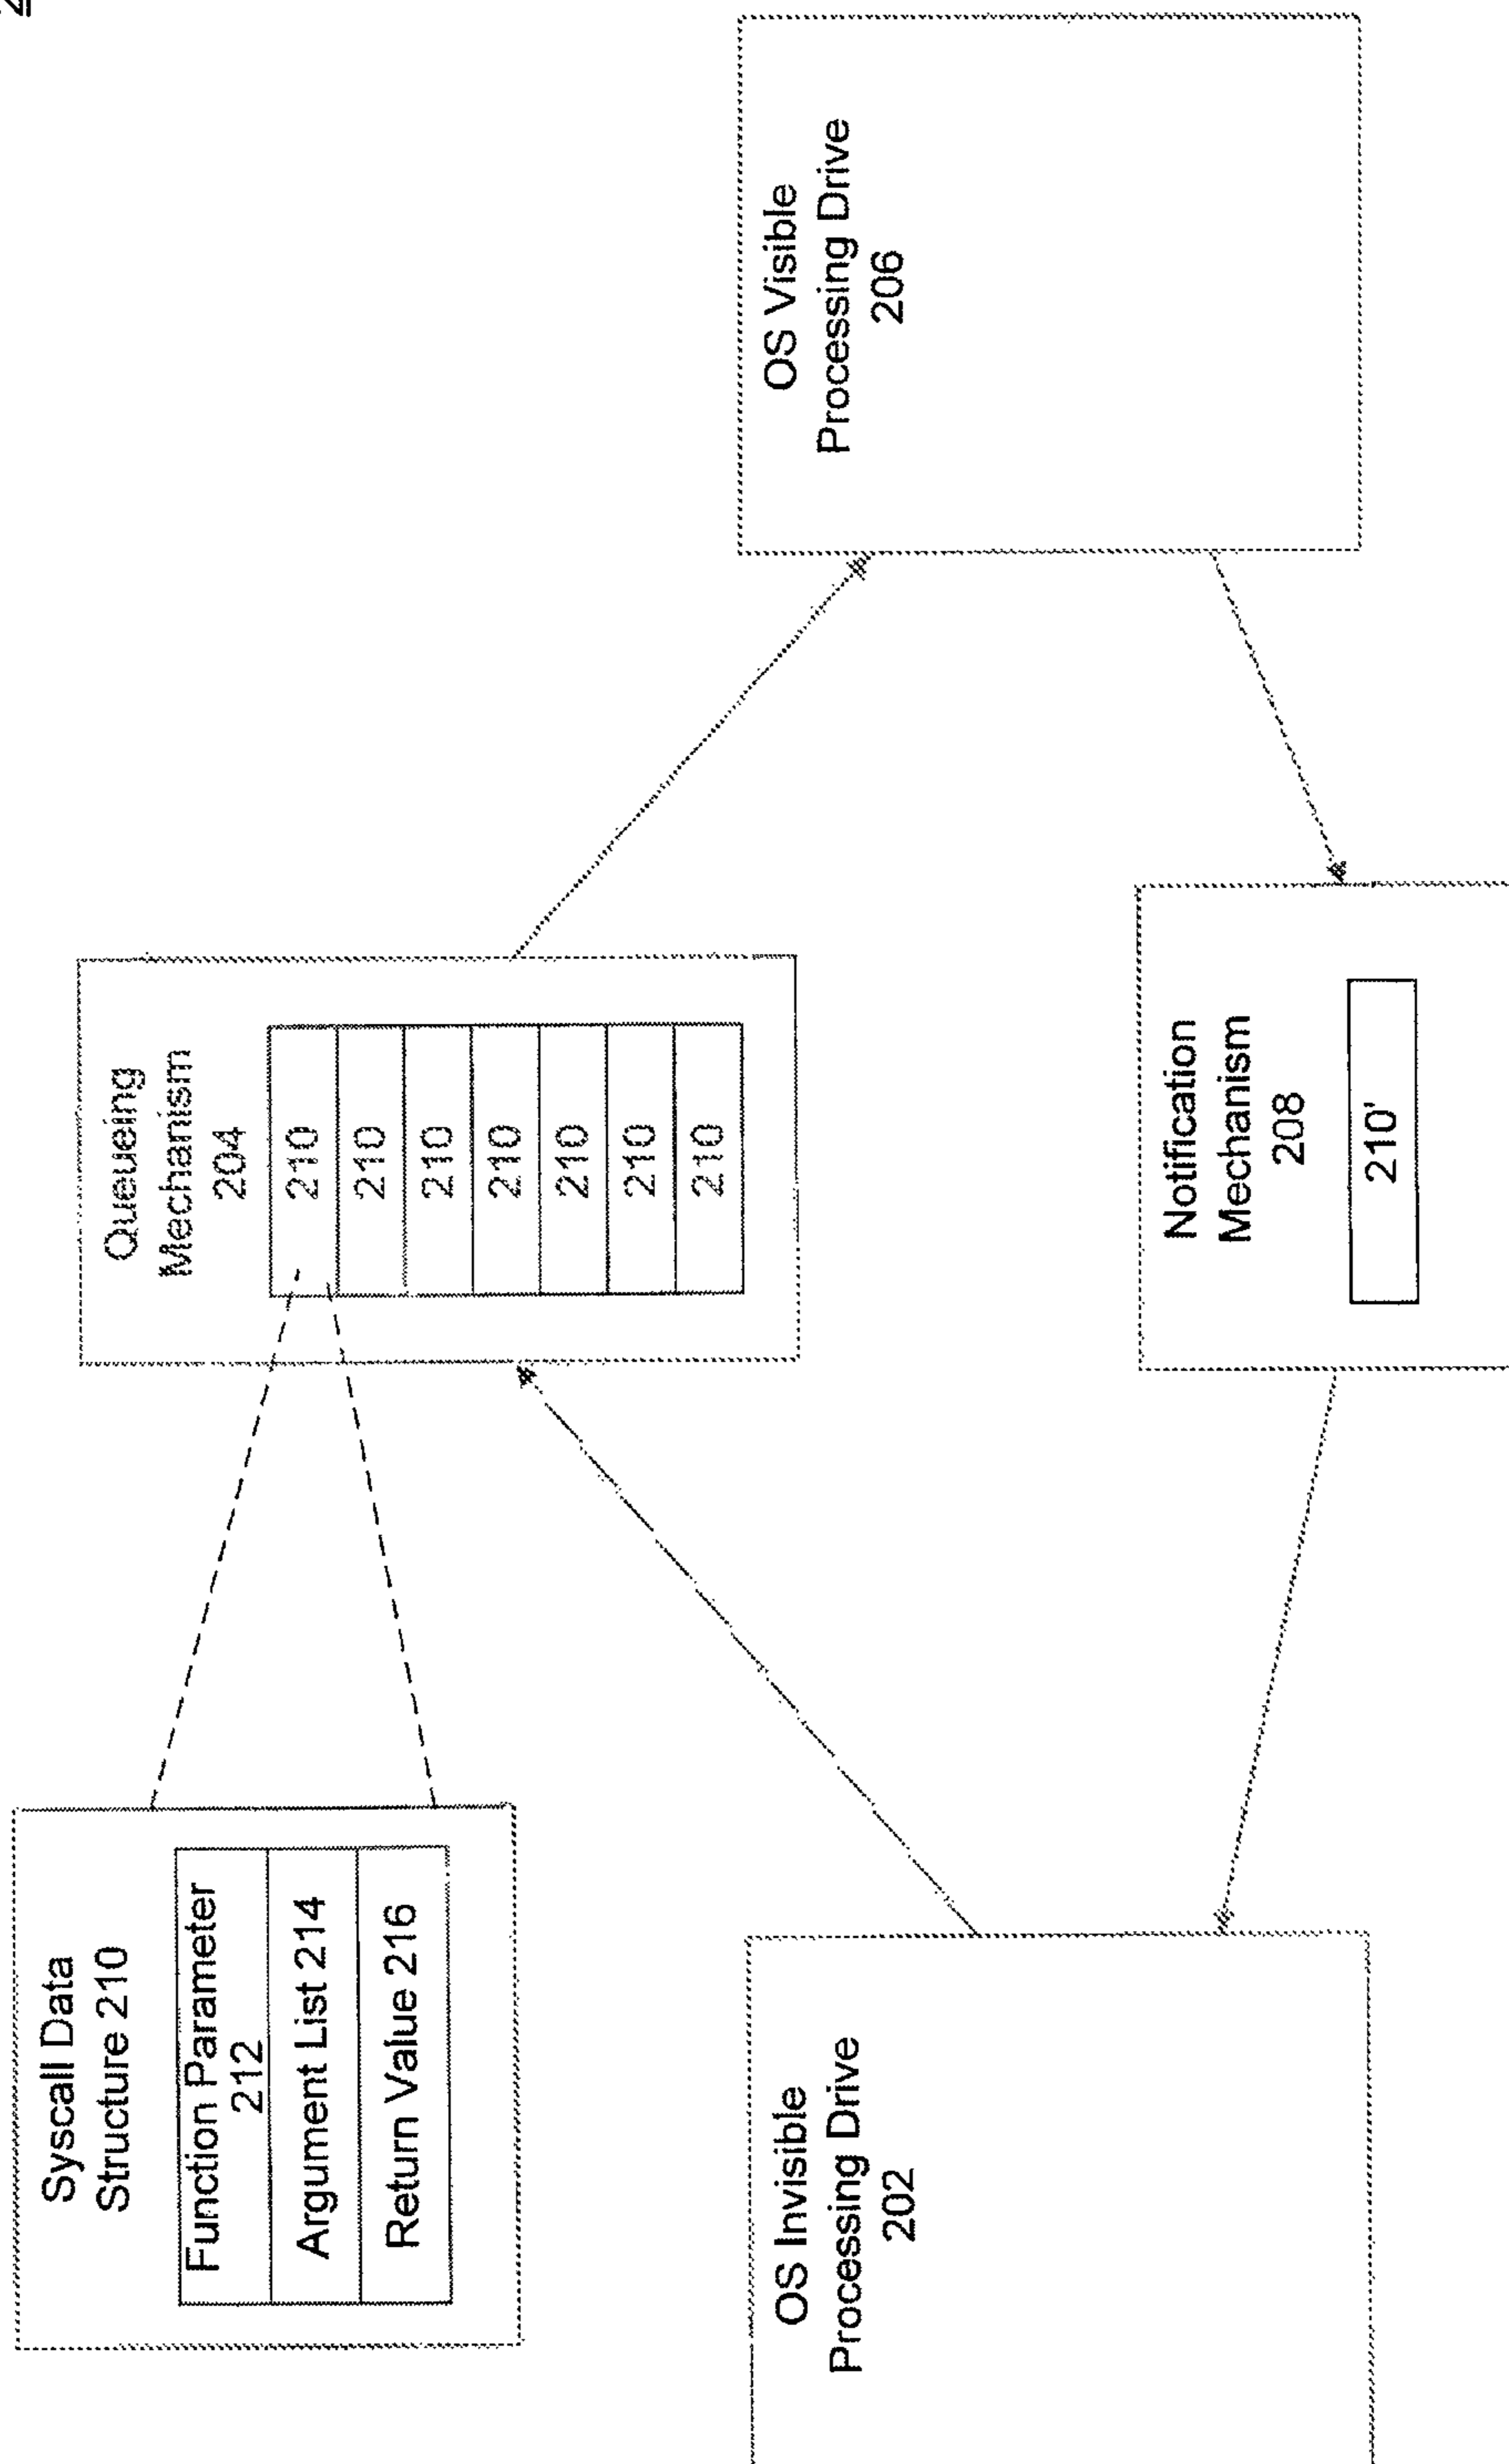 Syscall Data
Structure 210
Function Parameter
212
Argument List 214
Return Value 216
Queueing
Mechanism
204
210
210
210
210
210
210
210
OS Invisible
Processing Drive
202
OS Visible
Processing Drive
206
Notification
Mechanism
208
210'